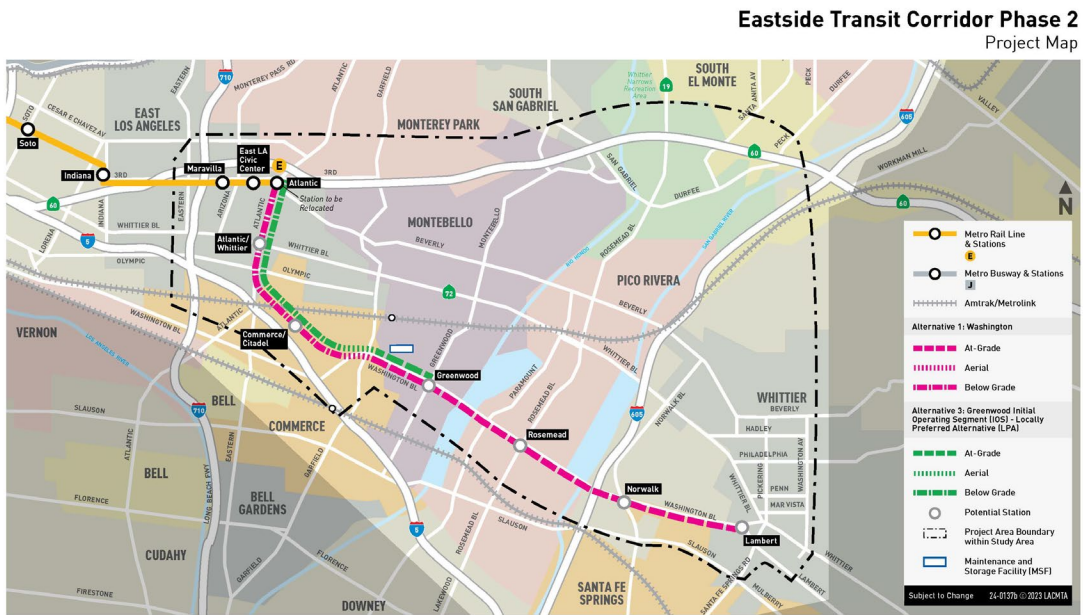 Eastside Transit Corridor Phase 2
Project Map
710
EASTERN
MONTEREY PASS RD
ATLANTIC
GARFIELD
Whittier
Narrows
Recreation
Area
19
SOUTH
EL MONTE
SANTA ANITA AV
PECK
DURFEE
605
VALLEY
SOTO
CESAR E CHAVEZ AV
EAST
LOS ANGELES
SOUTH
SAN GABRIEL
MONTEREY PARK
PECK
Soto
East LA
Civic
Center
E
Maravilla
60
WORKMAN MILL
Indiana
3RD
Atlantic
3RD
SAN GABRIEL
DURFEE
Station to be
Relocated
60
60
N
INDIANA
EASTERN
ARIZONA
ATLANTIC
MONTEBELLO
MONTEBELLO
ROSEMEAD BL
SAN GABRIEL RIVER
RIO HONDO
LORENA
5
WHITTIER BL
Atlantic/
Whittier
WHITTIER BL
BEVERLY
OLYMPIC
OLYMPIC
PICO RIVERA
72
BEVERLY
WASHINGTON BL
ATLANTIC
VERNON
LOS ANGELES RIVER
Commerce/
Citadel
GREENWOOD
WHITTIER BL
WASHINGTON BL
Greenwood
PARAMOUNT
ROSEMEAD BL
710
BELL
COMMERCE
605
NORWALK BL
WHITTIER
BEVERLY
HADLEY
PHILADELPHIA
PICKERING
WASHINGTON AV
PENN
MAR VISTA
WHITTIER BL
SLAUSON
ATLANTIC
EASTERN
GARFIELD
Rosemead
BELL
LONG BEACH FWY
FLORENCE
BELL
GARDENS
Norwalk
WASHINGTON BL
Lambert
5
ROSEMEAD BL
SLAUSON
SLAUSON
CUDAHY
GARFIELD
FLORENCE
SANTA FE SPRINGS RD
MULBERRY
LAMBERT
WHITTIER
FIRESTONE
DOWNEY
LAKEWOOD
SANTA FE
SPRINGS
Metro Rail Line
& Stations
E
Metro Busway & Stations
J
Amtrak/Metrolink
Alternative 1: Washington
At-Grade
Aerial
Below Grade
Alternative 3: Greenwood Initial
Operating Segment (IOS) - Locally
Preferred Alternative (LPA)
At-Grade
Aerial
Below Grade
Potential Station
Project Area Boundary
within Study Area
Maintenance and
Storage Facility (MSF)
Subject to Change 24-0137b © 2023 LACMTA